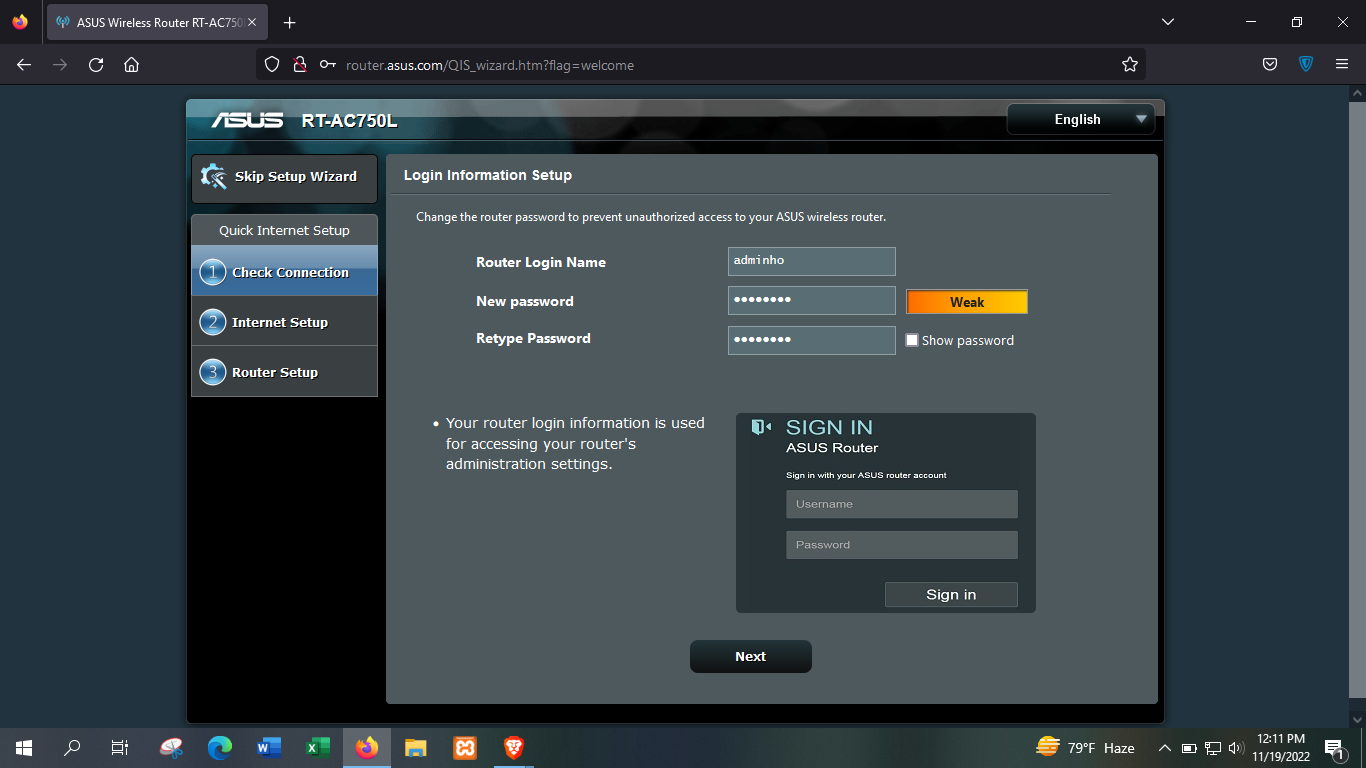 ASUS Wireless Router RT-AC750
router.asus.com/QIS_wizard.htm?flag=welcome
ASUS RT-AC750L
English
Skip Setup Wizard
Quick Internet Setup
1 Check Connection
2 Internet Setup
3 Router Setup
Login Information Setup
Change the router password to prevent unauthorized access to your ASUS wireless router.
Router Login Name adminho
New password •••••••• Weak
Retype Password •••••••• Show password
• Your router login information is used
for accessing your router's
administration settings.
SIGN IN
ASUS Router
Sign in with your ASUS router account
Username
Password
Sign in
Next
79°F Haze
12:11 PM
11/19/2022
1